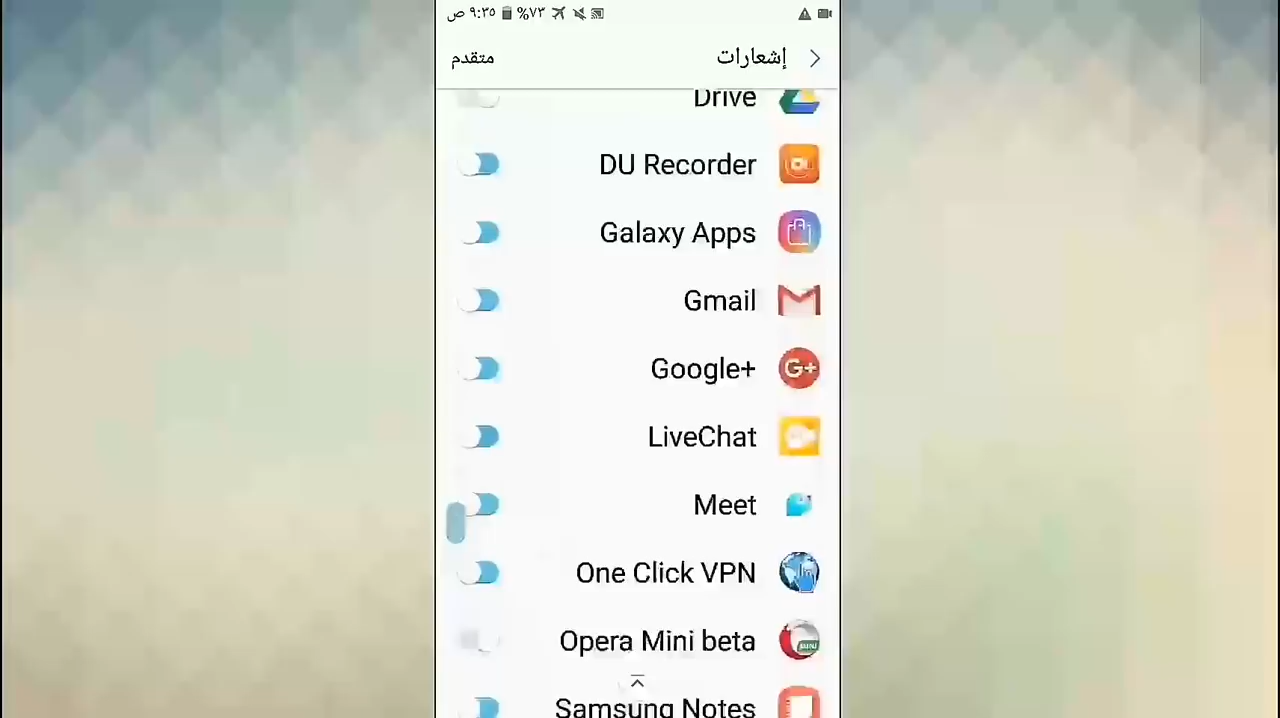 ٩:٣٥ ص %٧٣
إشعارات
متقدم
Drive
DU Recorder
Galaxy Apps
Gmail
Google+
LiveChat
Meet
One Click VPN
Opera Mini beta
Samsung Notes